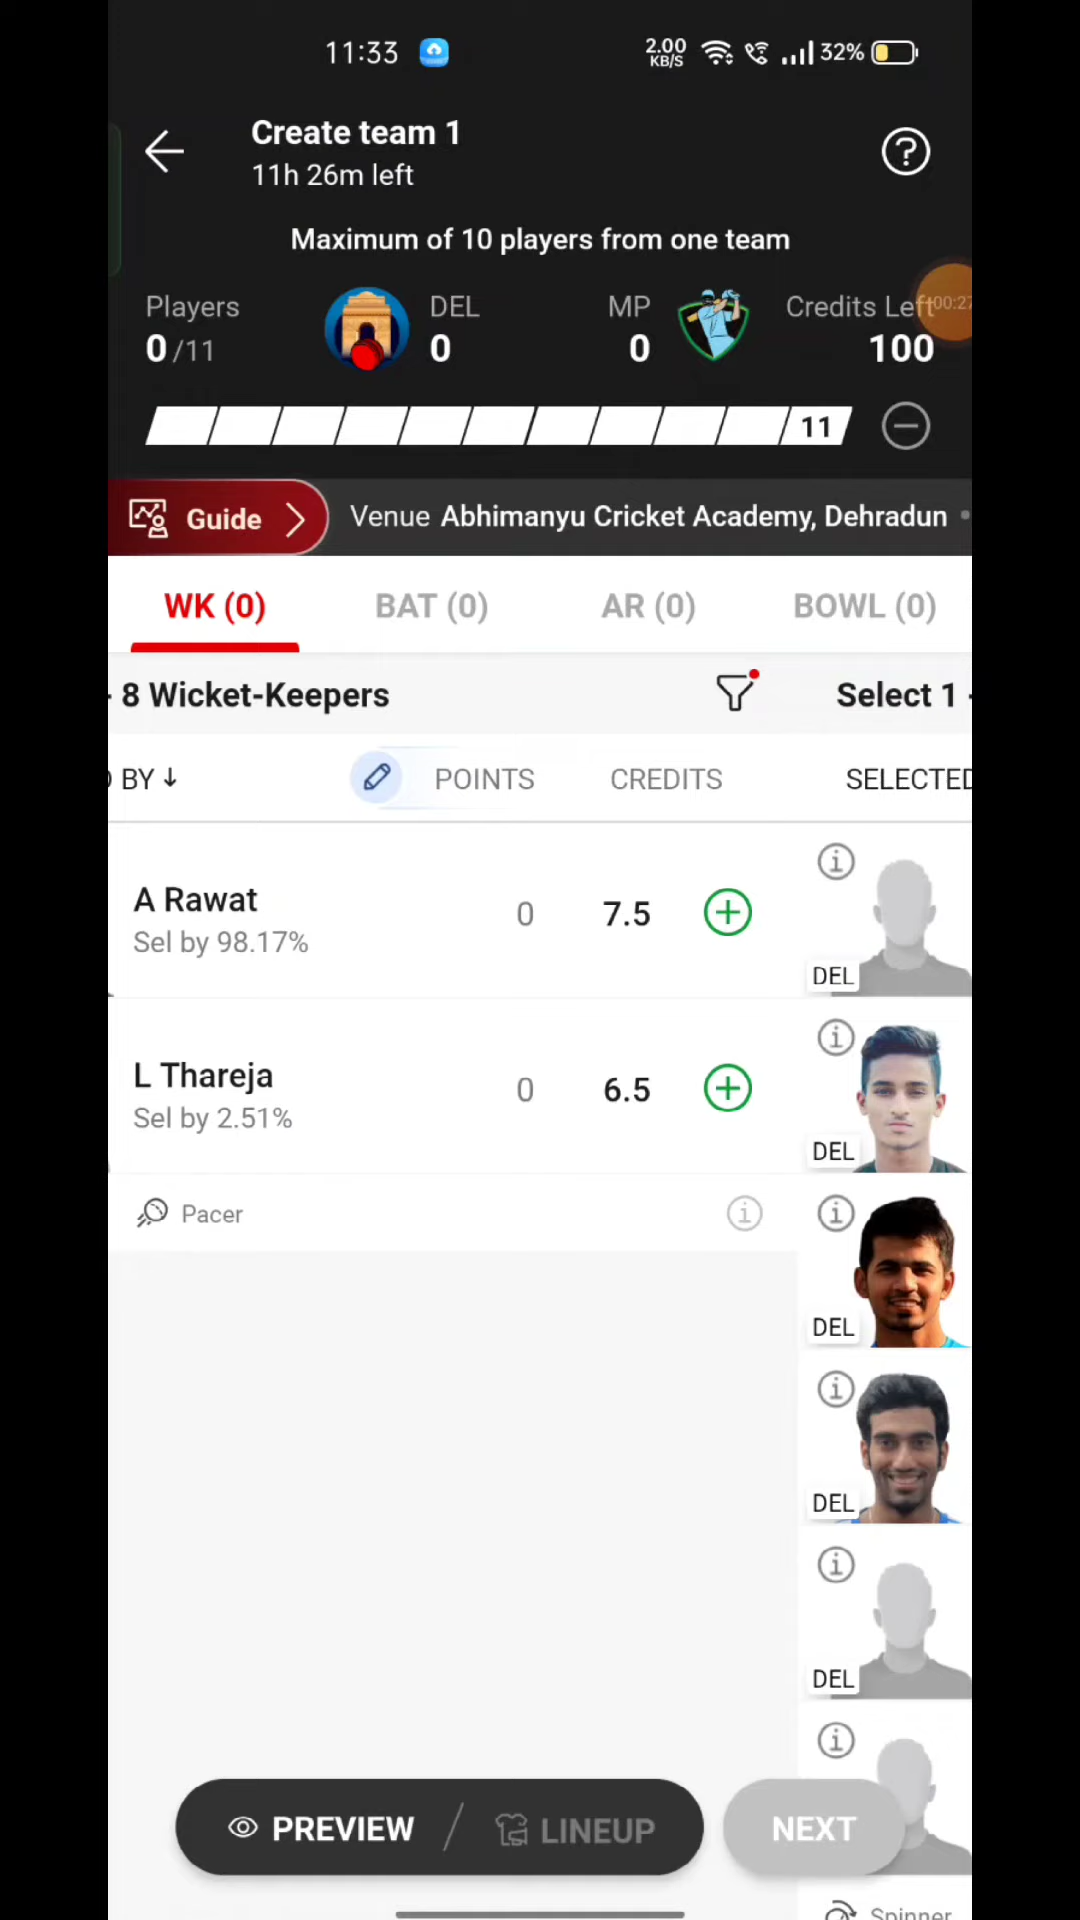 11:33
2.00 KB/S
32%
Create team 1
11h 26m left
Maximum of 10 players from one team
Players
0/11
DEL
0
MP
0
Credits Left
100
00:27
11
Guide
Venue Abhimanyu Cricket Academy, Dehradun
WK (0)
BAT (0)
AR (0)
BOWL (0)
- 8 Wicket-Keepers
Select 1 -
BY ↓
POINTS
CREDITS
SELECTED
A Rawat
Sel by 98.17%
0
7.5
DEL
L Thareja
Sel by 2.51%
0
6.5
DEL
Pacer
DEL
DEL
DEL
PREVIEW
LINEUP
NEXT
Spinner